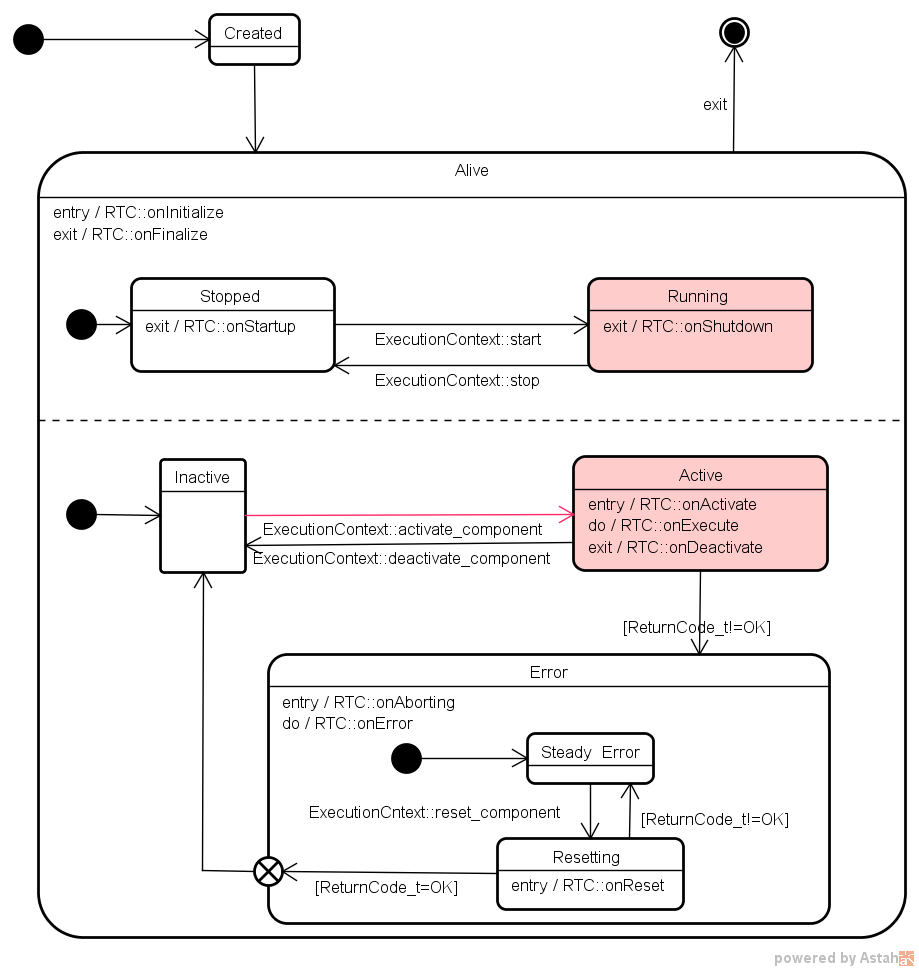 Created
exit
Alive
entry / RTC::onInitialize
exit / RTC::onFinalize
Stopped
exit / RTC::onStartup
Running
exit / RTC::onShutdown
ExecutionContext::start
ExecutionContext::stop
Inactive
Active
entry / RTC::onActivate
do / RTC::onExecute
exit / RTC::onDeactivate
ExecutionContext::activate_component
ExecutionContext::deactivate_component
[ReturnCode_t!=OK]
Error
entry / RTC::onAborting
do / RTC::onError
Steady Error
ExecutionCntext::reset_component
[ReturnCode_t!=OK]
Resetting
entry / RTC::onReset
[ReturnCode_t=OK]
powered by Astah